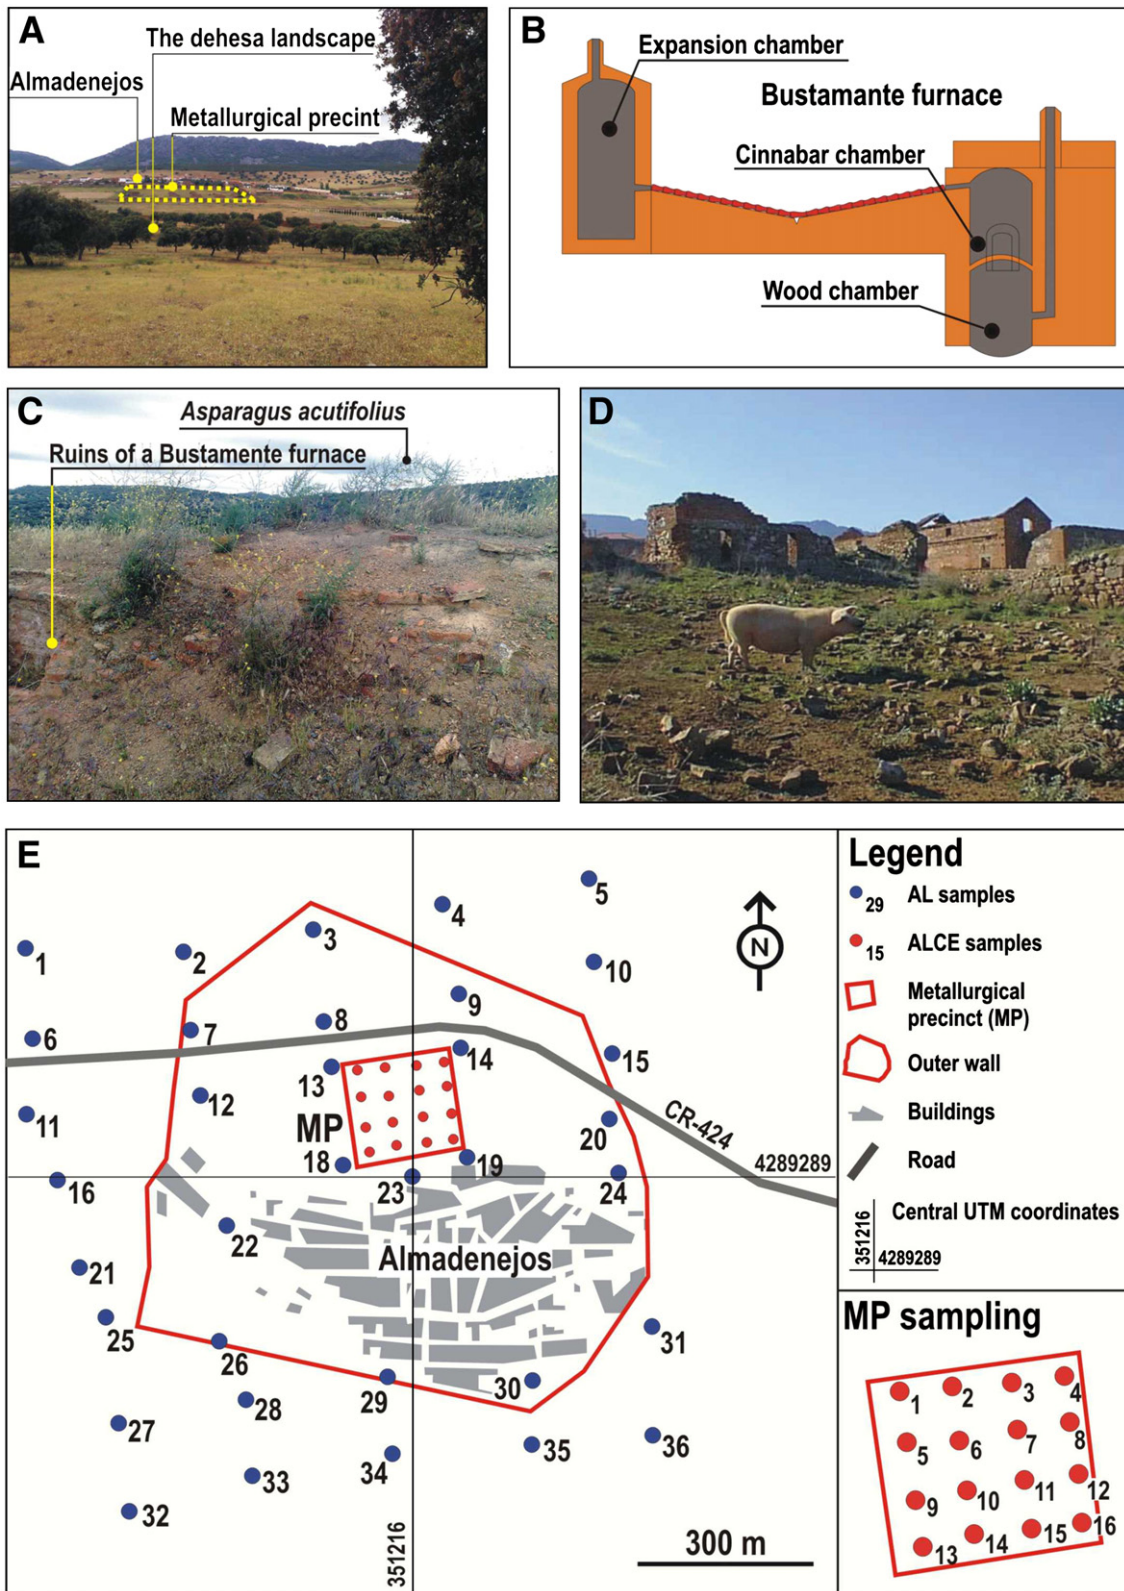 A
The dehesa landscape
Almadenejos
Metallurgical precint
B
Expansion chamber
Bustamante furnace
Cinnabar chamber
Wood chamber
C
Asparagus acutifolius
Ruins of a Bustamente furnace
D
E
1
2
3
4
5
6
7
8
9
10
11
12
13
14
15
16
MP
18
19
20
CR-424
4289289
21
22
23
24
Almadenejos
25
26
27
28
29
30
31
32
33
34
35
36
351216
300 m
N
Legend
29 AL samples
15 ALCE samples
Metallurgical
precinct (MP)
Outer wall
Buildings
Road
Central UTM coordinates
351216
4289289
MP sampling
1
2
3
4
5
6
7
8
9
10
11
12
13
14
15
16